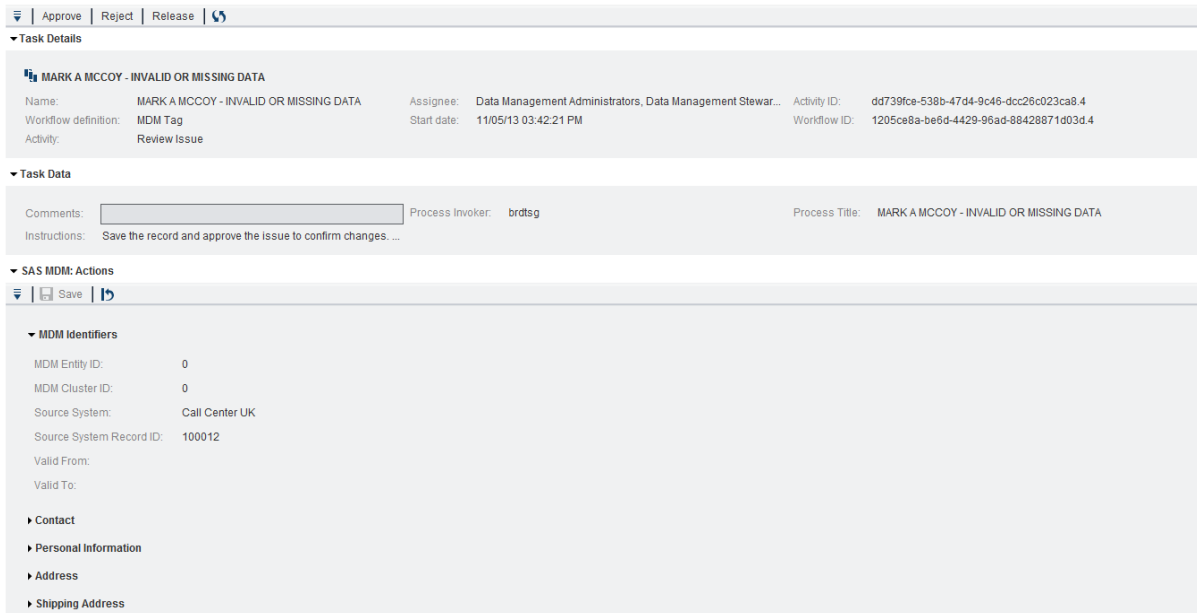 Approve Reject Release
Task Details
MARK A MCCOY - INVALID OR MISSING DATA
Name: MARK A MCCOY - INVALID OR MISSING DATA Assignee: Data Management Administrators, Data Management Stewar... Activity ID: dd739fce-538b-47d4-9c46-dcc26c023ca8.4
Workflow definition: MDM Tag Start date: 11/05/13 03:42:21 PM Workflow ID: 1205ce8a-be6d-4429-96ad-88428871d03d.4
Activity: Review Issue
Task Data
Comments: Process Invoker: brdtsg Process Title: MARK A MCCOY - INVALID OR MISSING DATA
Instructions: Save the record and approve the issue to confirm changes. ...
SAS MDM: Actions
Save
MDM Identifiers
MDM Entity ID: 0
MDM Cluster ID: 0
Source System: Call Center UK
Source System Record ID: 100012
Valid From:
Valid To:
Contact
Personal Information
Address
Shipping Address